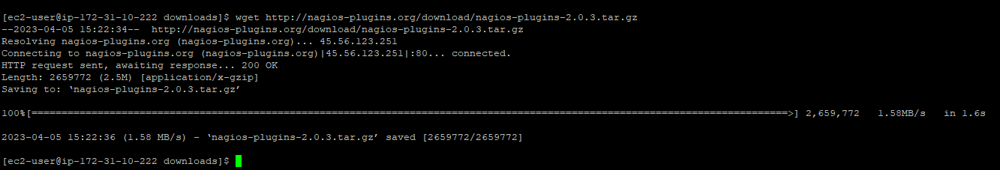 [ec2-user@ip-172-31-10-222 downloads]$ wget http://nagios-plugins.org/download/nagios-plugins-2.0.3.tar.gz
--2023-04-05 15:22:34--  http://nagios-plugins.org/download/nagios-plugins-2.0.3.tar.gz
Resolving nagios-plugins.org (nagios-plugins.org)... 45.56.123.251
Connecting to nagios-plugins.org (nagios-plugins.org)|45.56.123.251|:80... connected.
HTTP request sent, awaiting response... 200 OK
Length: 2659772 (2.5M) [application/x-gzip]
Saving to: ‘nagios-plugins-2.0.3.tar.gz’
100%[==============================================================================================================================>] 2,659,772   1.58MB/s   in 1.6s
2023-04-05 15:22:36 (1.58 MB/s) - ‘nagios-plugins-2.0.3.tar.gz’ saved [2659772/2659772]
[ec2-user@ip-172-31-10-222 downloads]$